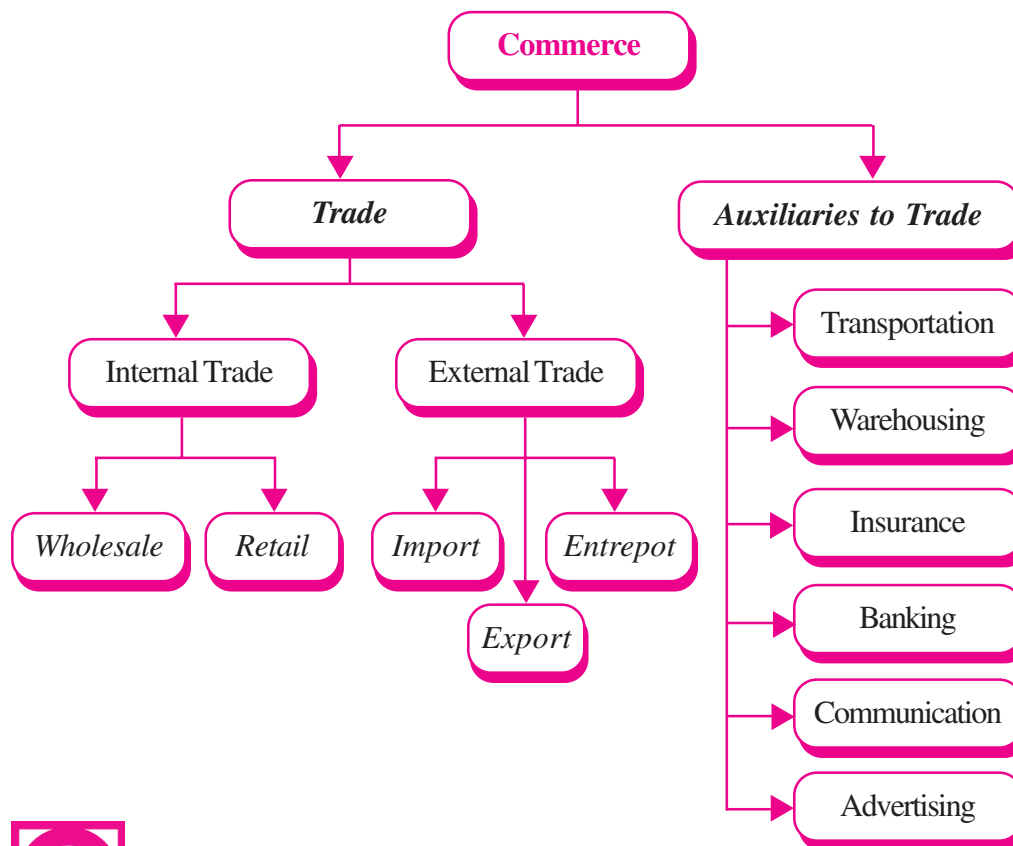 Commerce
Trade
Auxiliaries to Trade
Internal Trade
External Trade
Wholesale
Retail
Import
Entrepot
Export
Transportation
Warehousing
Insurance
Banking
Communication
Advertising